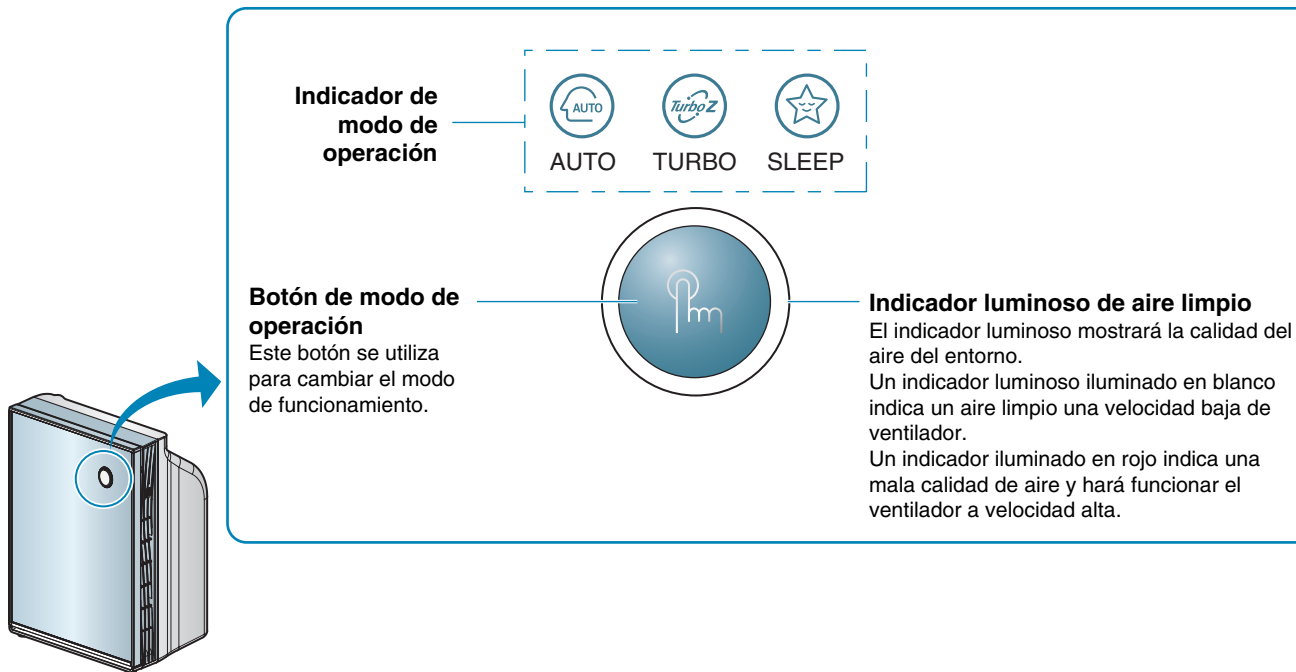 Indicador de
modo de
operación
AUTO
Turbo Z
AUTO
TURBO
SLEEP
Botón de modo de
operación
Este botón se utiliza
para cambiar el modo
de funcionamiento.
Indicador luminoso de aire limpio
El indicador luminoso mostrará la calidad del
aire del entorno.
Un indicador luminoso iluminado en blanco
indica un aire limpio una velocidad baja de
ventilador.
Un indicador iluminado en rojo indica una
mala calidad de aire y hará funcionar el
ventilador a velocidad alta.